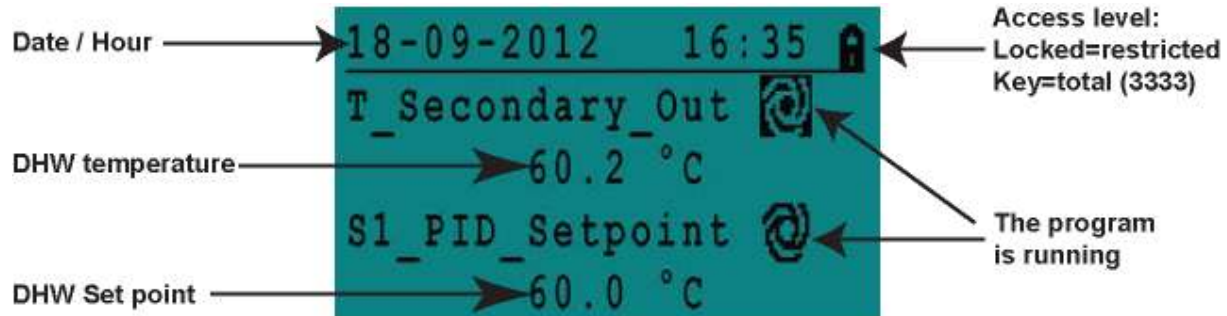 Date / Hour
18-09-2012 16:35
Access level:
Locked=restricted
Key=total (3333)
T_Secondary_Out
DHW temperature
60.2 °C
S1_PID_Setpoint
The program
is running
DHW Set point
60.0 °C